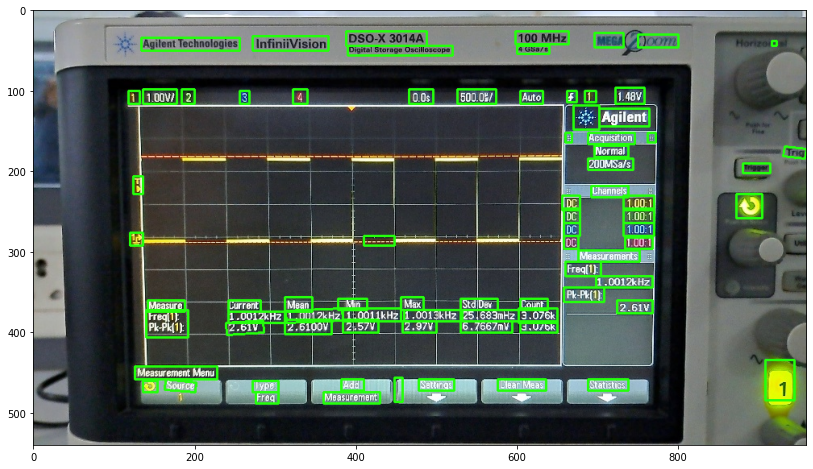 Agilent Technologies InfiniiVision DSO-X 3014A 100 MHz MEGA Zoom
Digital Storage Oscilloscope 4 GSa/s
Horizontal
1 1.00V/ 2 3 4 0.0s 500.0㎲/ Auto 1 1.48V
Agilent
Acquisition
Normal
200MSa/s
Trigger
Channels
DC 1.00:1
DC 1.00:1
DC 1.00:1
DC 1.00:1
Measurements
Freq(1):
1.0012kHz
Pk-Pk(1):
2.61V
Measure Current Mean Min Max Std Dev Count
Freq(1): 1.0012kHz 1.0012kHz 1.0011kHz 1.0013kHz 25.683mHz 3.076k
Pk-Pk(1): 2.61V 2.6100V 2.57V 2.97V 6.7667mV 3.076k
Measurement Menu
Source Type Add Settings Clear Meas Statistics
1 Freq Measurement
1
0
100
200
300
400
500
0 200 400 600 800